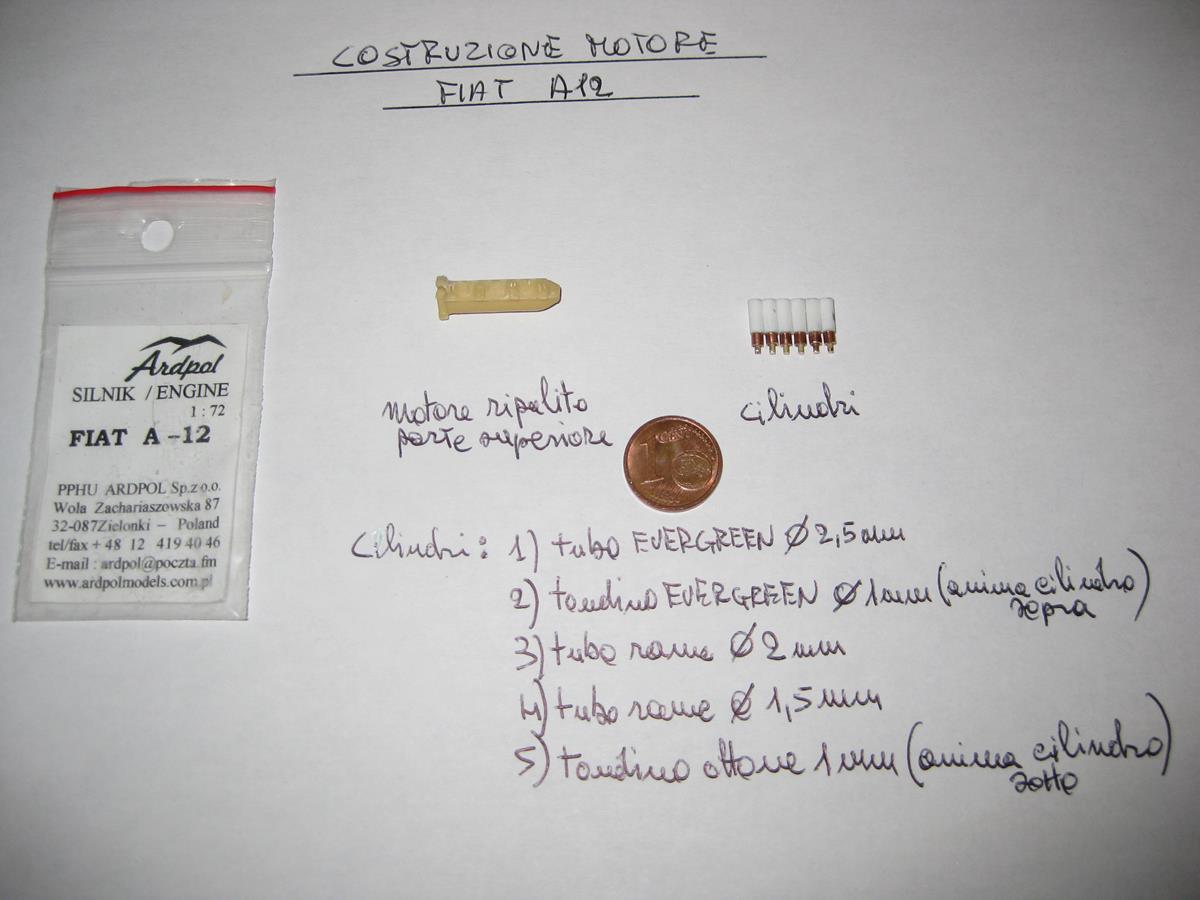 COSTRUZIONE MOTORE
FIAT A12
Ardpol
SILNIK / ENGINE
1 : 72
FIAT A -12
PPHU ARDPOL Sp.z o.o.
Wola Zachariaszowska 87
32-087Zielonki – Poland
tel/fax + 48 12 419 40 46
E-mail : ardpol@poczta.fm
www.ardpolmodels.com.pl
motore ripulito
parte superiore
cilindri
1
Cilindri: 1) tubo EVERGREEN Ø 2,5mm
2) tondino EVERGREEN Ø 1mm (anima cilindro)
sopra
3) tubo rame Ø 2 mm
4) tubo rame Ø 1,5 mm
5) tondino ottone 1 mm (anima cilindro)
sotto